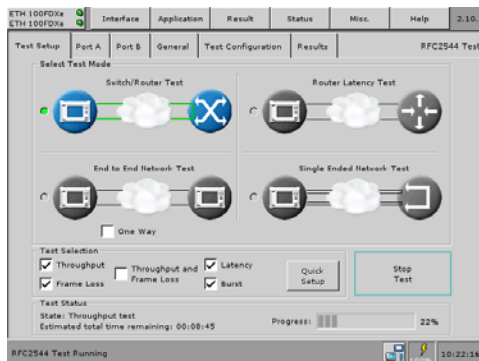 ETH 100FDXe Interface Application Result Status Misc. Help 2.10.
ETH 100FDXe
Test Setup Port A Port B General Test Configuration Results RFC2544 Test
Select Test Mode
Switch/Router Test Router Latency Test
End to End Network Test Single Ended Network Test
One Way
Test Selection
Throughput Throughput and Frame Loss Latency Quick Setup Stop Test
Frame Loss Burst
Test Status
State: Throughput test
Estimated total time remaining: 00:08:45 Progress: 22%
RFC2544 Test Running 100% 10:22:16